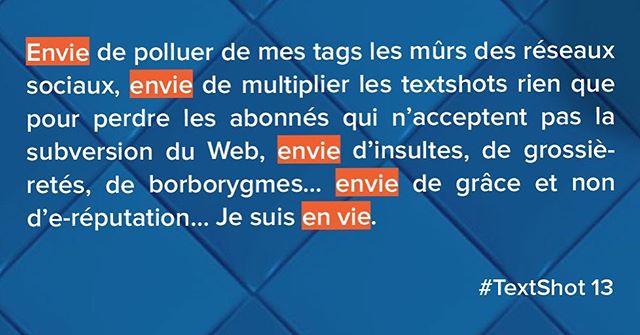 Envie de polluer de mes tags les mûrs des réseaux
sociaux, envie de multiplier les textshots rien que
pour perdre les abonnés qui n’acceptent pas la
subversion du Web, envie d’insultes, de grossiè-
retés, de borborygmes... envie de grâce et non
d’e-réputation... Je suis en vie.
#TextShot 13